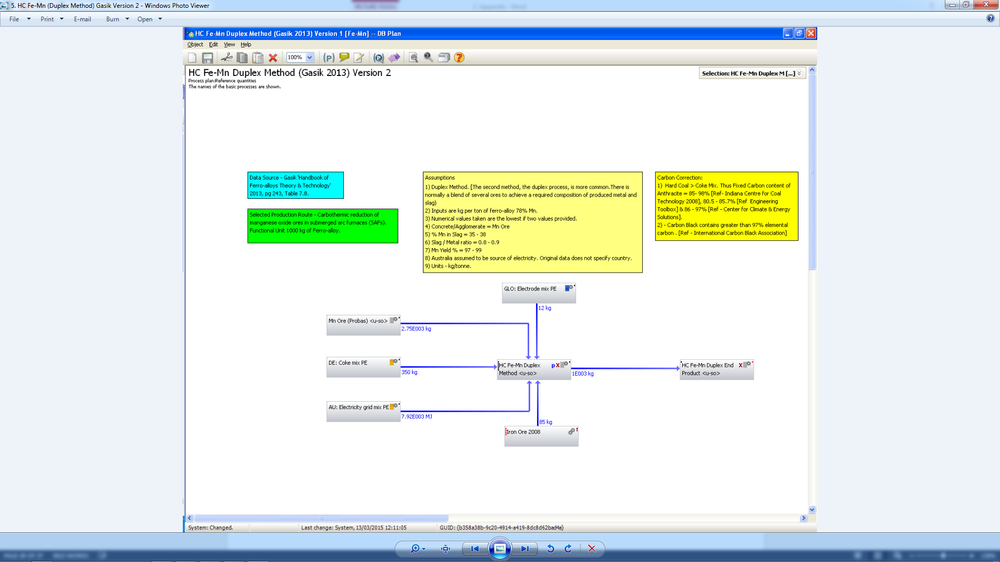 5. HC Fe-Mn (Duplex Method) Gasik Version 2 - Windows Photo Viewer
File Print E-mail Burn Open
HC Fe-Mn Duplex Method (Gasik 2013) Version 1 [Fe-Mn] -- DB Plan
Object Edit View Help
100%
HC Fe-Mn Duplex Method (Gasik 2013) Version 2
Process plan:Reference quantities
The names of the basic processes are shown.
Selection: HC Fe-Mn Duplex M [...]
Data Source - Gasik 'Handbook of
Ferro-alloys Theory & Technology'
2013, pg 243, Table 7.8.
Selected Production Route - Carbothermic reduction of
manganese oxide ores in submerged arc furnaces (SAFs).
Functional Unit 1000 kg of Ferro-alloy.
Assumptions
1) Duplex Method. [The second method, the duplex process, is more common.There is
normally a blend of several ores to achieve a required composition of produced metal and
slag}
2) Inputs are kg per ton of ferro-alloy 78% Mn.
3) Numerical values taken are the lowest if two values provided.
4) Concrete/Agglomerate = Mn Ore
5) % Mn in Slag = 35 - 38
6) Slag / Metal ratio = 0.8 - 0.9
7) Mn Yield % = 97 - 99
8) Australia assumed to be source of electricity. Original data does not specify country.
9) Units - kg/tonne.
Carbon Correction:
1)  Hard Coal > Coke Mix. Thus Fixed Carbon content of
Anthracite = 85- 98% [Ref- Indiana Centre for Coal
Technology 2008], 80.5 - 85.7% [Ref  Engineering
Toolbox] & 86 - 97% [Ref - Center for Climate & Energy
Solutions].
2) - Carbon Black contains greater than 97% elemental
carbon . [Ref - International Carbon Black Association]
GLO: Electrode mix PE
12 kg
Mn Ore (Probas) <u-so>
2.75E003 kg
DE: Coke mix PE
350 kg
HC Fe-Mn Duplex
Method <u-so>
p X
1E003 kg
HC Fe-Mn Duplex End
Product <u-so>
X
AU: Electricity grid mix PE
7.92E003 MJ
85 kg
Iron Ore 2008
System: Changed.
Last change: System, 13/03/2015 12:11:05
GUID: {b358a38b-9c20-4914-a419-8dc8d62bad4a}